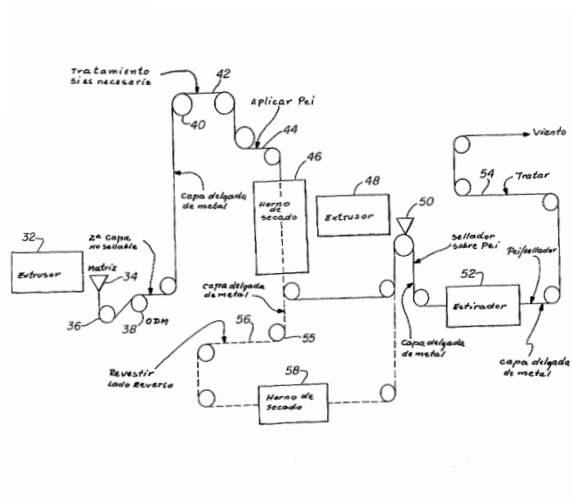 Tratamiento
si es necesario
42
40
Aplicar Pei
44
46
Horno
de
secado
Capa delgada
de metal
48
Extrusor
50
Viento
54
Tratar
sellador
sobre Pei
32
Extrusor
2ª Capa
No sellable
Matriz
34
36
38
ODM
Capa delgada
de metal
52
Estirador
Pei/sellador
Capa delgada
de metal
capa delgada
de metal
56
55
Revestir
lado Reverso
58
Horno de
secado